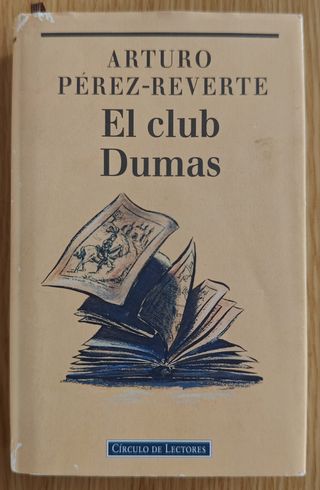 ARTURO
PÉREZ-REVERTE
El club
Dumas
CÍRCULO DE LECTORES